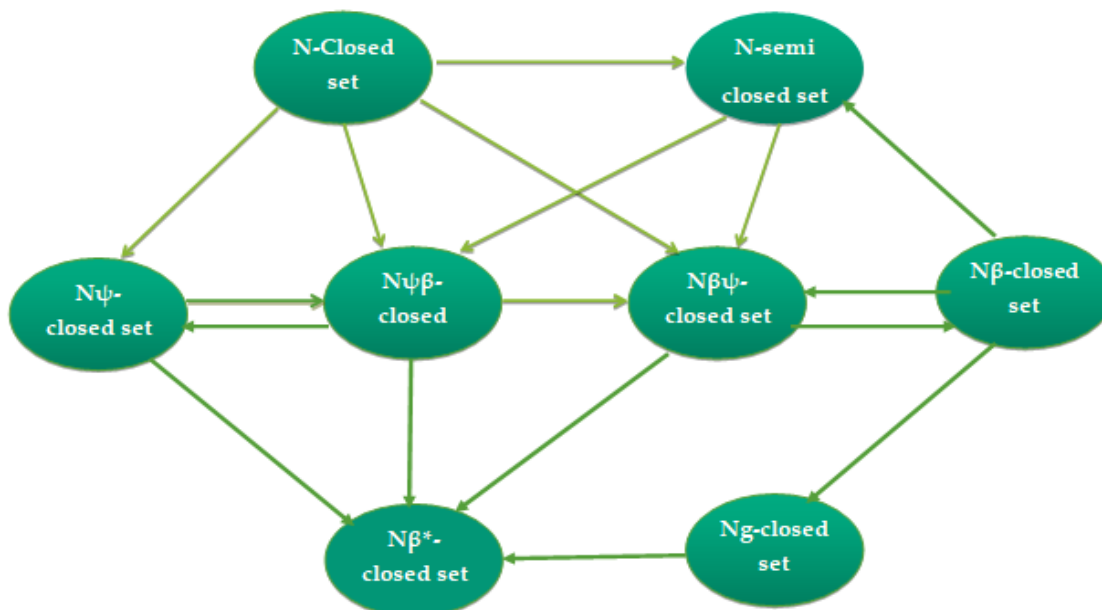 N-Closed
set
N-semi
closed set
Nψ-
closed set
Nψβ-
closed
Nβψ-
closed set
Nβ-closed
set
Nβ*-
closed set
Ng-closed
set